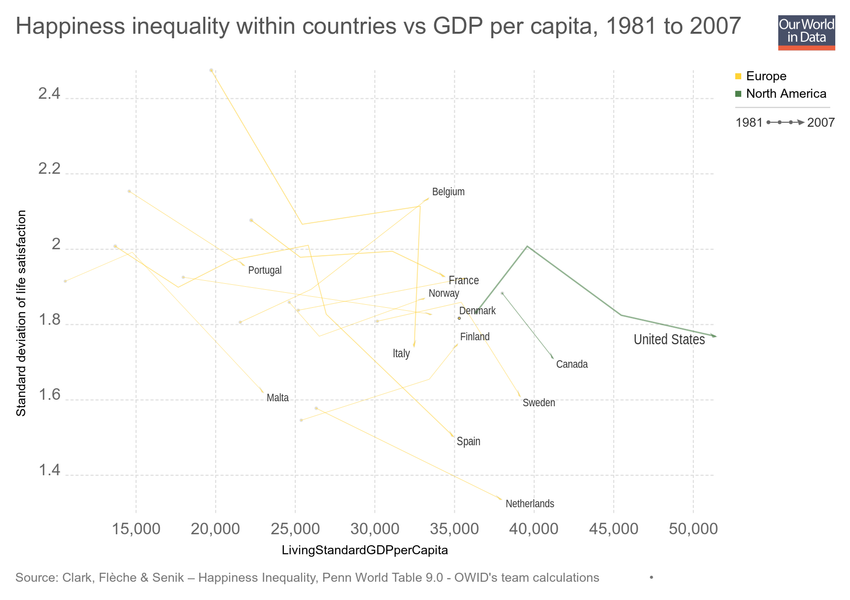 Happiness inequality within countries vs GDP per capita, 1981 to 2007
Our World
in Data
Europe
North America
1981
2007
2.4
2.2
2
1.8
1.6
1.4
Standard deviation of life satisfaction
Belgium
Portugal
France
Norway
Denmark
Finland
Italy
United States
Canada
Malta
Sweden
Spain
Netherlands
15,000
20,000
25,000
30,000
35,000
40,000
45,000
50,000
LivingStandardGDPperCapita
Source: Clark, Flèche & Senik – Happiness Inequality, Penn World Table 9.0 - OWID's team calculations